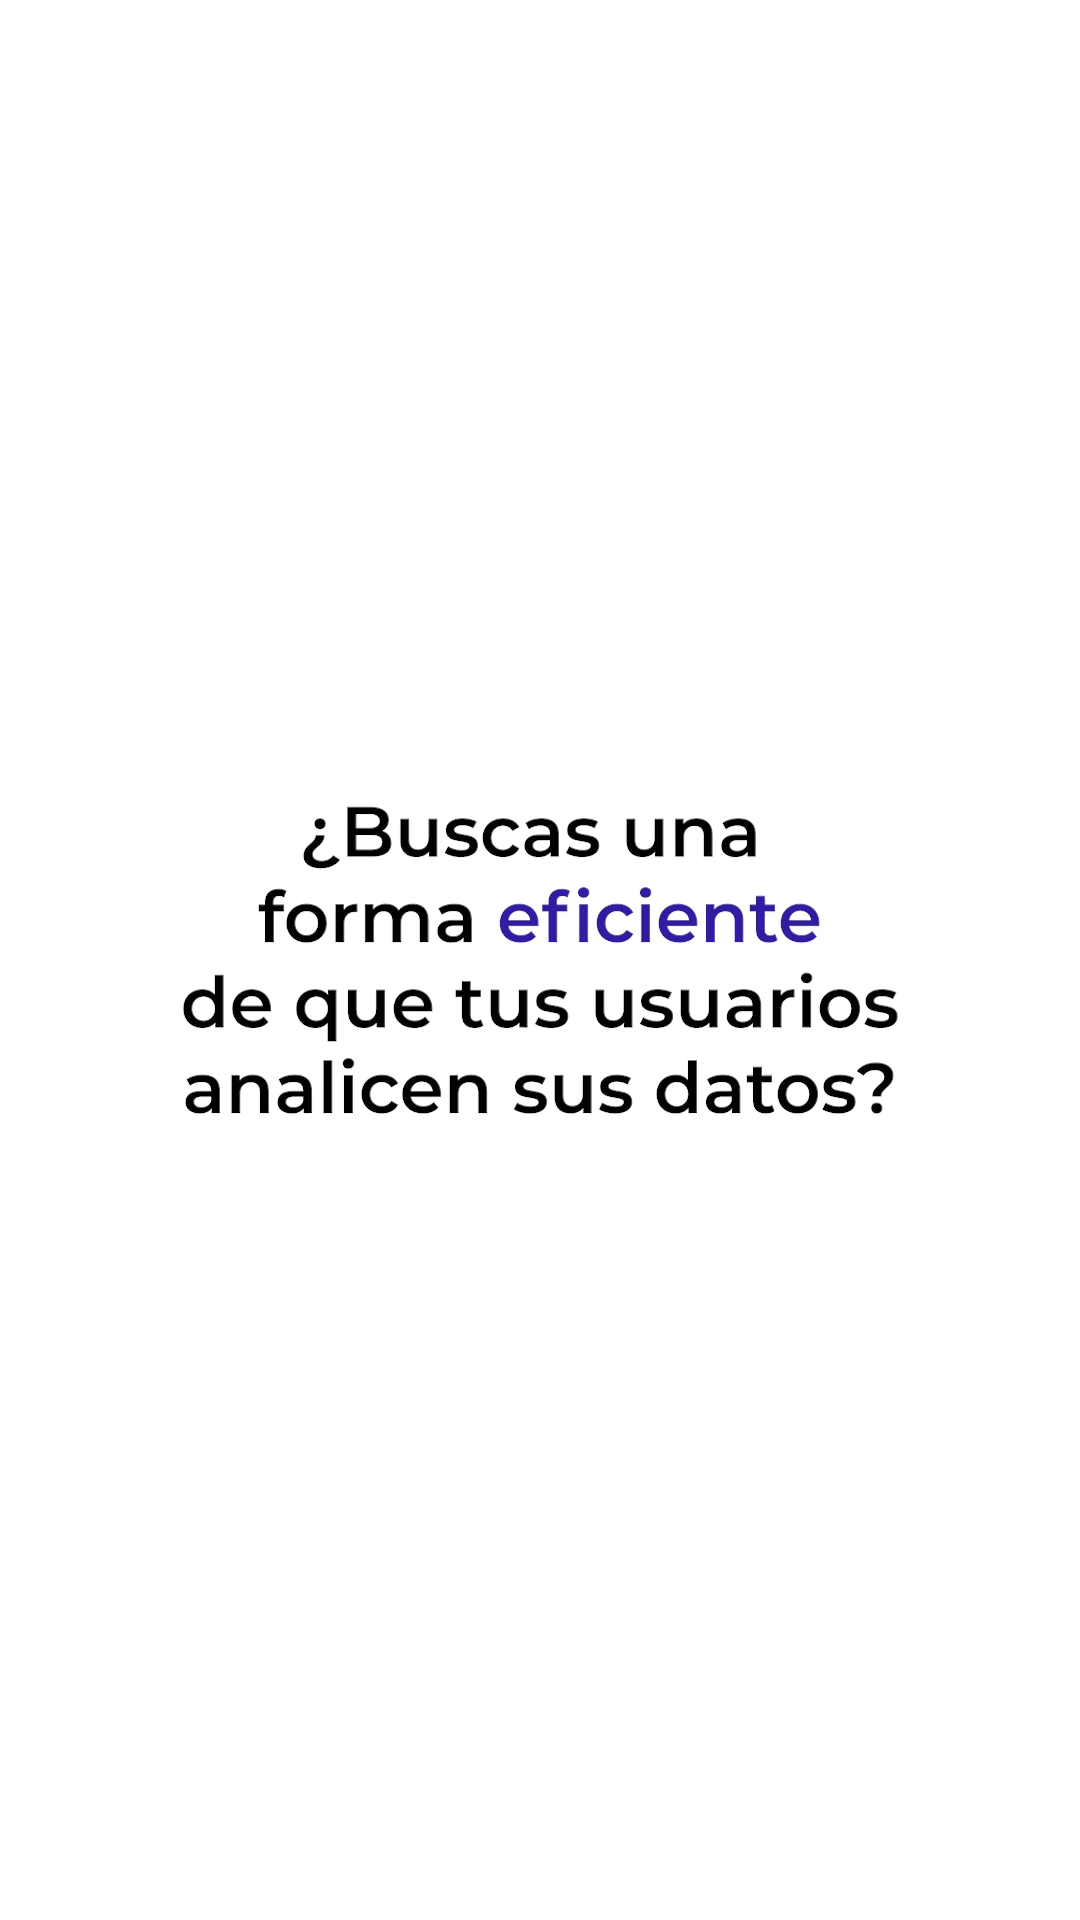 ¿Buscas una
forma eficiente
de que tus usuarios
analicen sus datos?